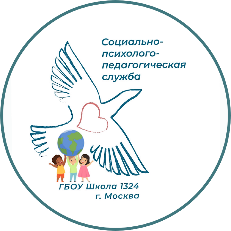 Социально-
психолого-
педагогическая
служба
ГБОУ Школа 1324
г. Москва